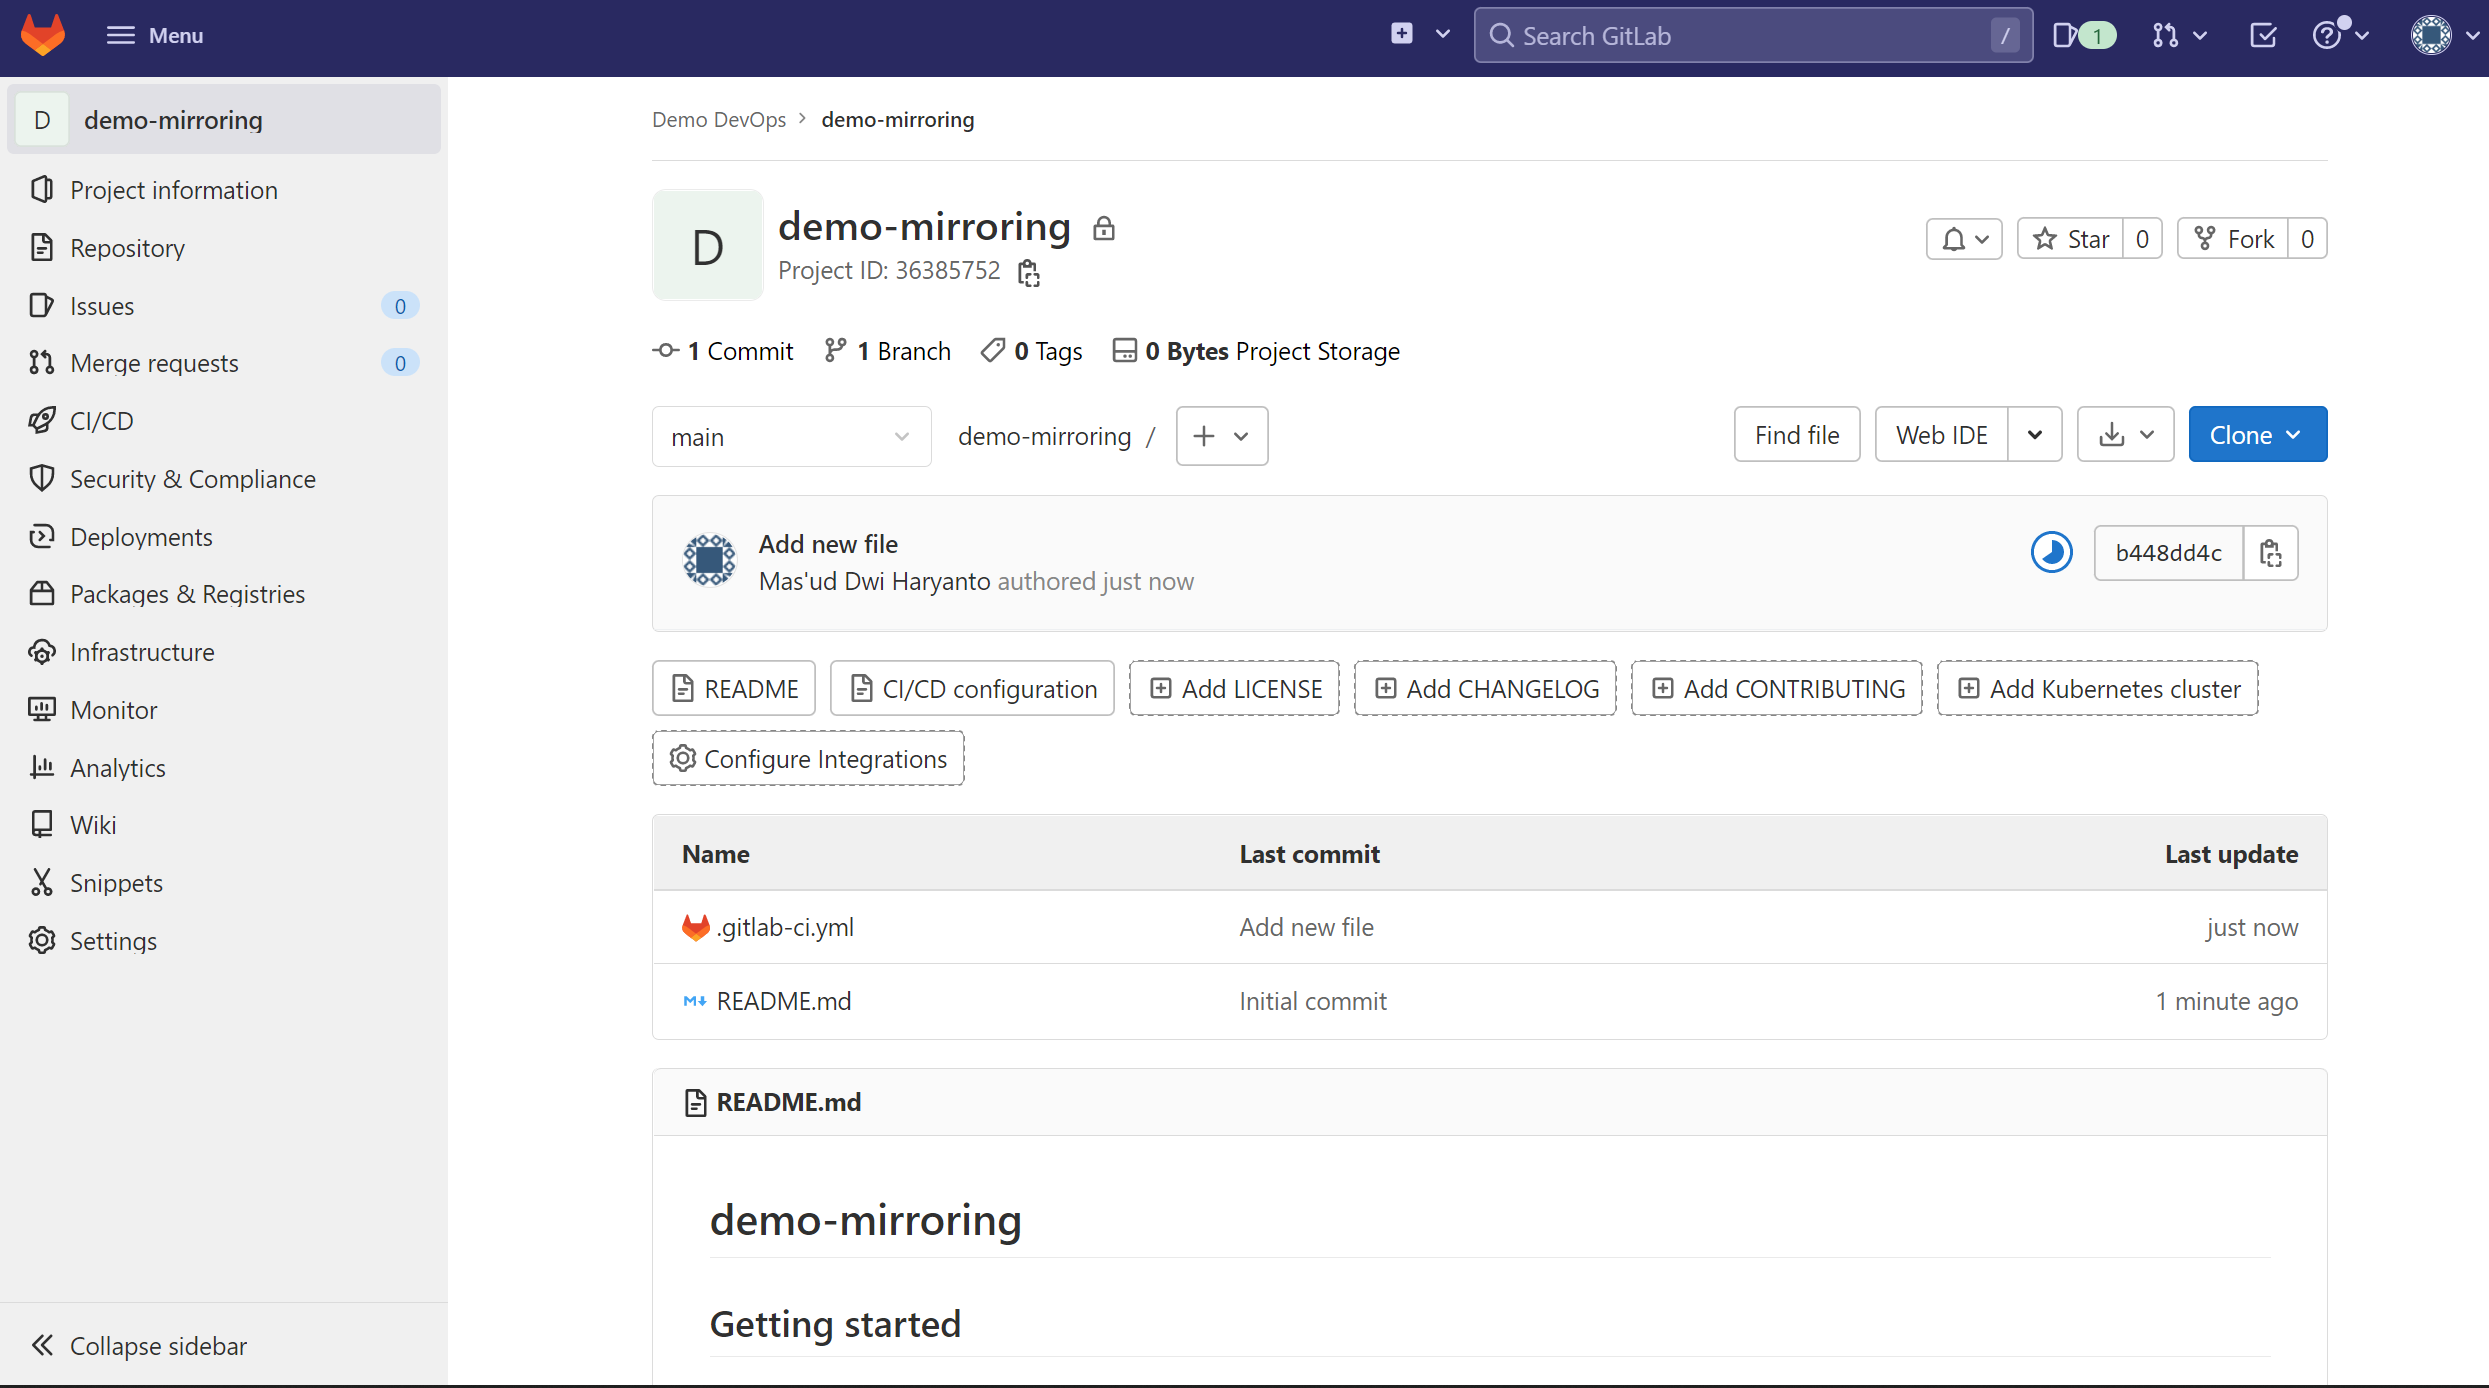 Menu
Search GitLab
/
1
D demo-mirroring
Project information
Repository
Issues 0
Merge requests 0
CI/CD
Security & Compliance
Deployments
Packages & Registries
Infrastructure
Monitor
Analytics
Wiki
Snippets
Settings
Collapse sidebar
Demo DevOps > demo-mirroring
D
demo-mirroring
Project ID: 36385752
Star 0
Fork 0
1 Commit 1 Branch 0 Tags 0 Bytes Project Storage
main
demo-mirroring /
Find file
Web IDE
Clone
Add new file
Mas'ud Dwi Haryanto authored just now
b448dd4c
README
CI/CD configuration
Add LICENSE
Add CHANGELOG
Add CONTRIBUTING
Add Kubernetes cluster
Configure Integrations
Name Last commit Last update
.gitlab-ci.yml Add new file just now
README.md Initial commit 1 minute ago
README.md
demo-mirroring
Getting started